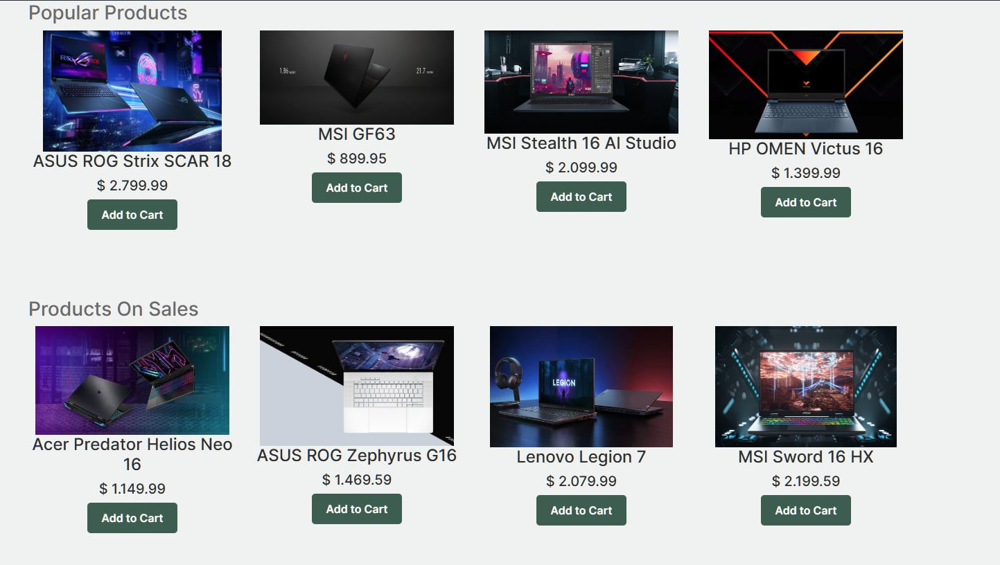 Popular Products
ASUS ROG Strix SCAR 18
$ 2.799.99
Add to Cart
1.86
21.7
MSI GF63
$ 899.95
Add to Cart
MSI Stealth 16 AI Studio
$ 2.099.99
Add to Cart
HP OMEN Victus 16
$ 1.399.99
Add to Cart
Products On Sales
Acer Predator Helios Neo
16
$ 1.149.99
Add to Cart
ASUS ROG Zephyrus G16
$ 1.469.59
Add to Cart
LEGION
Lenovo Legion 7
$ 2.079.99
Add to Cart
MSI Sword 16 HX
$ 2.199.59
Add to Cart